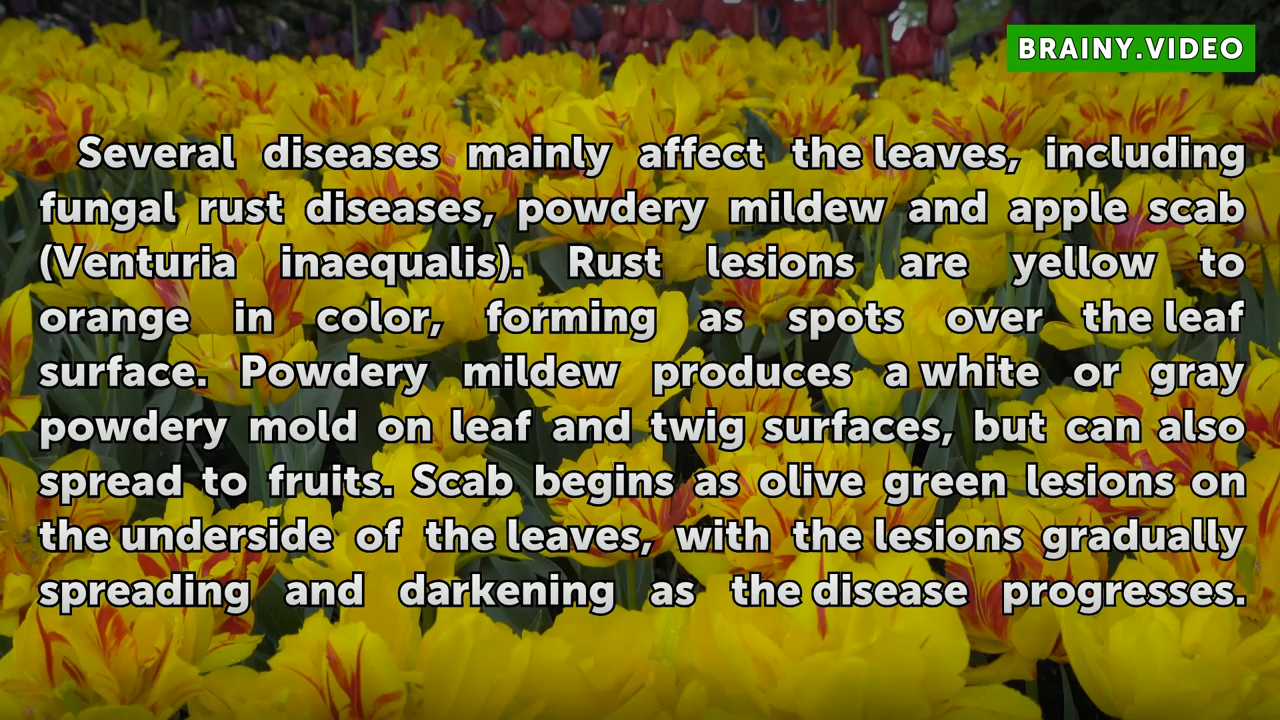 BRAINY.VIDEO
Several diseases mainly affect the leaves, including
fungal rust diseases, powdery mildew and apple scab
(Venturia inaequalis). Rust lesions are yellow to
orange in color, forming as spots over the leaf
surface. Powdery mildew produces a white or gray
powdery mold on leaf and twig surfaces, but can also
spread to fruits. Scab begins as olive green lesions on
the underside of the leaves, with the lesions gradually
spreading and darkening as the disease progresses.